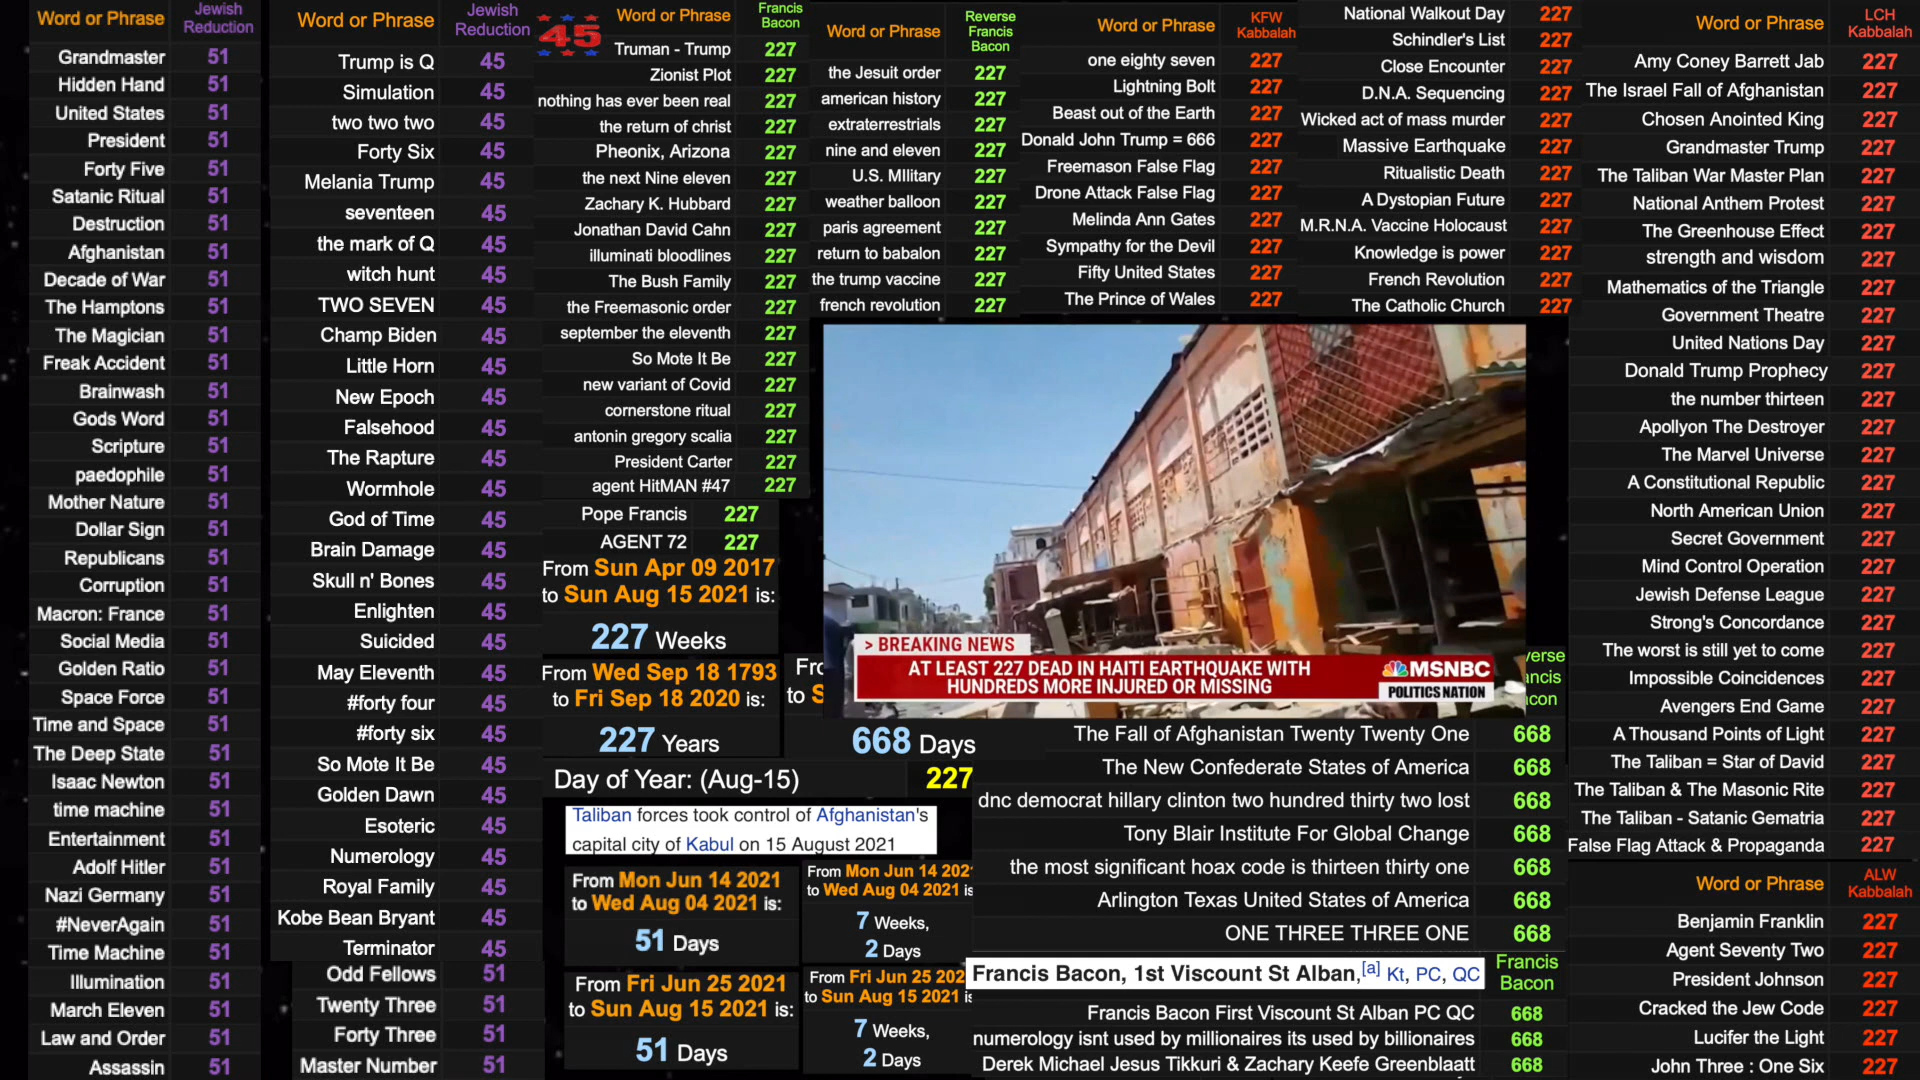 Word or Phrase Jewish Reduction
Grandmaster 51
Hidden Hand 51
United States 51
President 51
Forty Five 51
Satanic Ritual 51
Destruction 51
Afghanistan 51
Decade of War 51
The Hamptons 51
The Magician 51
Freak Accident 51
Brainwash 51
Gods Word 51
Scripture 51
paedophile 51
Mother Nature 51
Dollar Sign 51
Republicans 51
Corruption 51
Macron: France 51
Social Media 51
Golden Ratio 51
Space Force 51
Time and Space 51
The Deep State 51
Isaac Newton 51
time machine 51
Entertainment 51
Adolf Hitler 51
Nazi Germany 51
#NeverAgain 51
Time Machine 51
Illumination 51
March Eleven 51
Law and Order 51
Assassin 51
Word or Phrase Jewish Reduction
Trump is Q 45
Simulation 45
two two two 45
Forty Six 45
Melania Trump 45
seventeen 45
the mark of Q 45
witch hunt 45
TWO SEVEN 45
Champ Biden 45
Little Horn 45
New Epoch 45
Falsehood 45
The Rapture 45
Wormhole 45
God of Time 45
Brain Damage 45
Skull n' Bones 45
Enlighten 45
Suicided 45
May Eleventh 45
#forty four 45
#forty six 45
So Mote It Be 45
Golden Dawn 45
Esoteric 45
Numerology 45
Royal Family 45
Kobe Bean Bryant 45
Terminator 45
Odd Fellows 51
Twenty Three 51
Forty Three 51
Master Number 51
45
Word or Phrase Francis Bacon
Truman - Trump 227
Zionist Plot 227
nothing has ever been real 227
the return of christ 227
Pheonix, Arizona 227
the next Nine eleven 227
Zachary K. Hubbard 227
Jonathan David Cahn 227
illuminati bloodlines 227
The Bush Family 227
the Freemasonic order 227
september the eleventh 227
So Mote It Be 227
new variant of Covid 227
cornerstone ritual 227
antonin gregory scalia 227
President Carter 227
agent HitMAN #47 227
Pope Francis 227
AGENT 72 227
From Sun Apr 09 2017
to Sun Aug 15 2021 is:
227 Weeks
From Wed Sep 18 1793
to Fri Sep 18 2020 is:
227 Years
Frc
to S
668 Days
Day of Year: (Aug-15) 227
Taliban forces took control of Afghanistan's
capital city of Kabul on 15 August 2021
From Mon Jun 14 2021
to Wed Aug 04 2021 is:
51 Days
From Mon Jun 14 2021
to Wed Aug 04 2021 is
7 Weeks,
2 Days
From Fri Jun 25 2021
to Sun Aug 15 2021 is:
51 Days
From Fri Jun 25 202
to Sun Aug 15 2021 is
7 Weeks,
2 Days
Word or Phrase Reverse Francis Bacon
the Jesuit order 227
american history 227
extraterrestrials 227
nine and eleven 227
U.S. MIlitary 227
weather balloon 227
paris agreement 227
return to babalon 227
the trump vaccine 227
french revolution 227
Word or Phrase KFW Kabbalah
one eighty seven 227
Lightning Bolt 227
Beast out of the Earth 227
Donald John Trump = 666 227
Freemason False Flag 227
Drone Attack False Flag 227
Melinda Ann Gates 227
Sympathy for the Devil 227
Fifty United States 227
The Prince of Wales 227
National Walkout Day 227
Schindler's List 227
Close Encounter 227
D.N.A. Sequencing 227
Wicked act of mass murder 227
Massive Earthquake 227
Ritualistic Death 227
A Dystopian Future 227
M.R.N.A. Vaccine Holocaust 227
Knowledge is power 227
French Revolution 227
The Catholic Church 227
> BREAKING NEWS
AT LEAST 227 DEAD IN HAITI EARTHQUAKE WITH
HUNDREDS MORE INJURED OR MISSING
MSNBC
POLITICS NATION
verse
ancis
acon
The Fall of Afghanistan Twenty Twenty One 668
The New Confederate States of America 668
dnc democrat hillary clinton two hundred thirty two lost 668
Tony Blair Institute For Global Change 668
the most significant hoax code is thirteen thirty one 668
Arlington Texas United States of America 668
ONE THREE THREE ONE 668
Francis Bacon, 1st Viscount St Alban,[a] Kt, PC, QC
Francis Bacon
Francis Bacon First Viscount St Alban PC QC 668
numerology isnt used by millionaires its used by billionaires 668
Derek Michael Jesus Tikkuri & Zachary Keefe Greenblaatt 668
Word or Phrase LCH Kabbalah
Amy Coney Barrett Jab 227
The Israel Fall of Afghanistan 227
Chosen Anointed King 227
Grandmaster Trump 227
The Taliban War Master Plan 227
National Anthem Protest 227
The Greenhouse Effect 227
strength and wisdom 227
Mathematics of the Triangle 227
Government Theatre 227
United Nations Day 227
Donald Trump Prophecy 227
the number thirteen 227
Apollyon The Destroyer 227
The Marvel Universe 227
A Constitutional Republic 227
North American Union 227
Secret Government 227
Mind Control Operation 227
Jewish Defense League 227
Strong's Concordance 227
The worst is still yet to come 227
Impossible Coincidences 227
Avengers End Game 227
A Thousand Points of Light 227
The Taliban = Star of David 227
The Taliban & The Masonic Rite 227
The Taliban - Satanic Gematria 227
False Flag Attack & Propaganda 227
Word or Phrase ALW Kabbalah
Benjamin Franklin 227
Agent Seventy Two 227
President Johnson 227
Cracked the Jew Code 227
Lucifer the Light 227
John Three : One Six 227